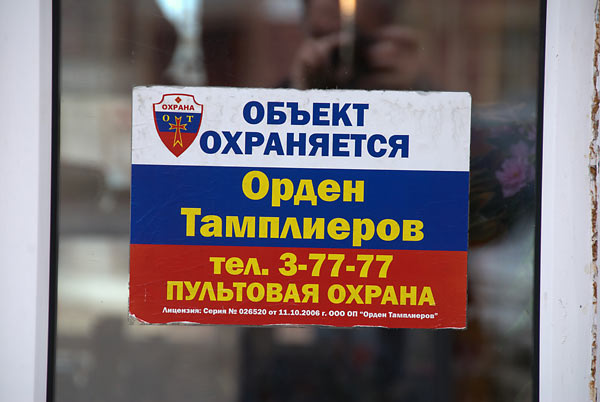 ОХРАНА
О Т
ОБЪЕКТ
ОХРАНЯЕТСЯ
Орден
Тамплиеров
тел. 3-77-77
ПУЛЬТОВАЯ ОХРАНА
Лицензия: Серия № 026520 от 11.10.2006 г. ООО ОП "Орден Тамплиеров"